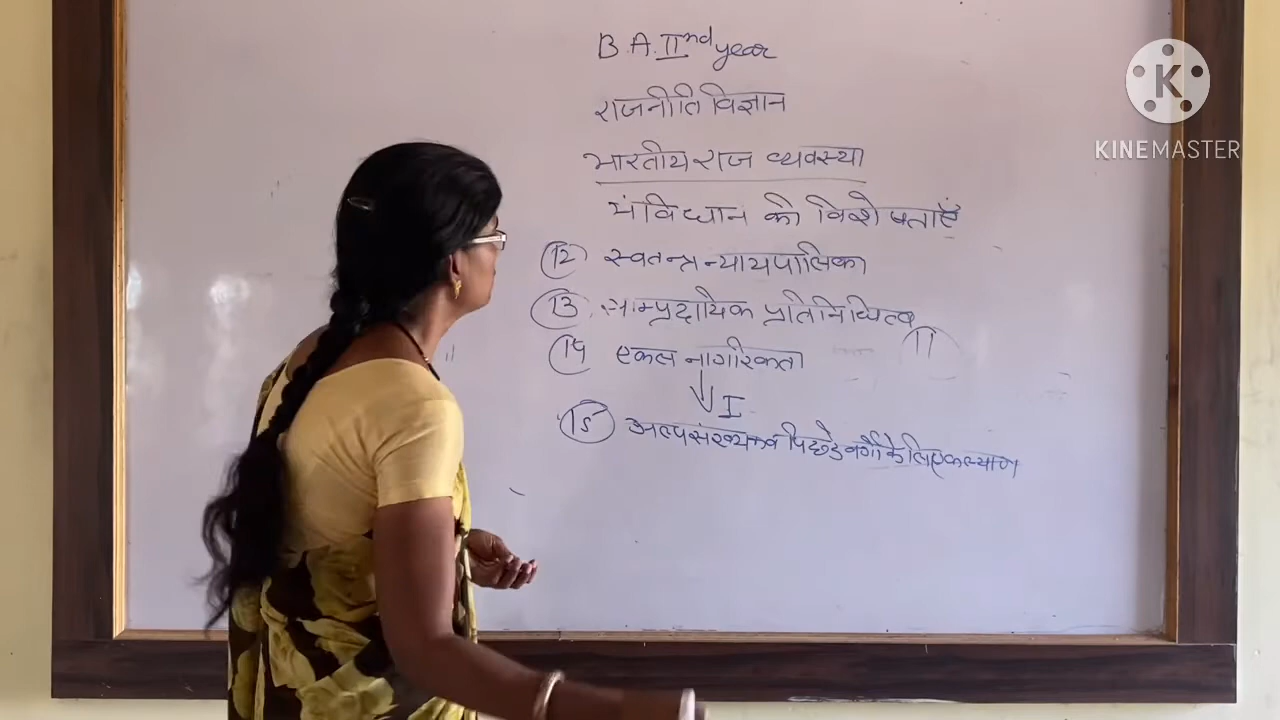 B.A. IInd year
राजनीति विज्ञान
भारतीय राज व्यवस्था
संविधान की विशेषताएँ
12 स्वतन्त्र न्यायपालिका
13 साम्प्रदायिक प्रतिनिधित्व
11
14 एकल नागरिकता
I
15 अल्पसंख्यक व पिछडे वर्गों के लिए कल्याण
K
KINEMASTER